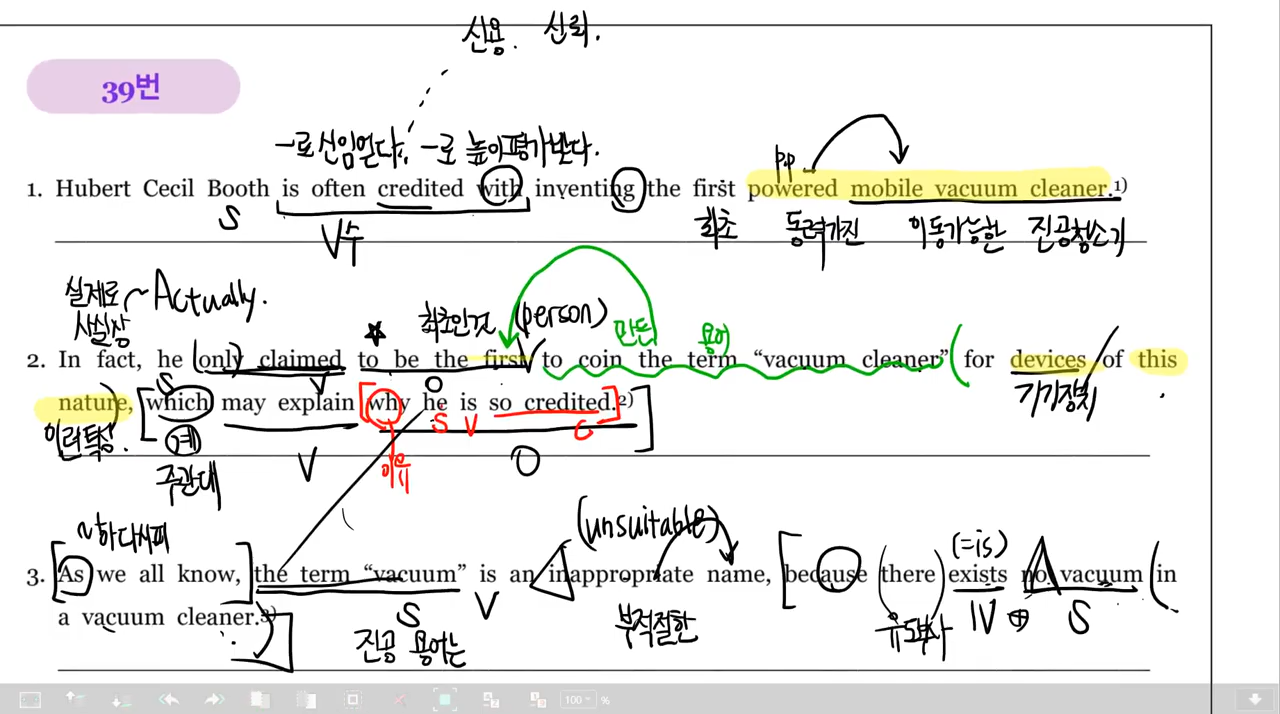 신용. 신뢰.
39번
~로 신임얻다, ~로 높이평가받다.
p.p
1. Hubert Cecil Booth is often credited with inventing the first powered mobile vacuum cleaner.1)
S V수 최초 동력가진 이동가능한 진공청소기
실제로 ~ Actually.
사실상 최초인것 (person) 만든 용어
2. In fact, he only claimed to be the first to coin the term “vacuum cleaner” for devices of this
S V O 기기장치
nature, which may explain why he is so credited.2)
이런특성. 계 S V C
주관대 V 이유 O
~하다시피 (unsuitable) (=is)
3. As we all know, the term “vacuum” is an inappropriate name, because there exists no vacuum in
a vacuum cleaner.3) S V 부적절한 유도부사 1V S
진공 용어는
100 %